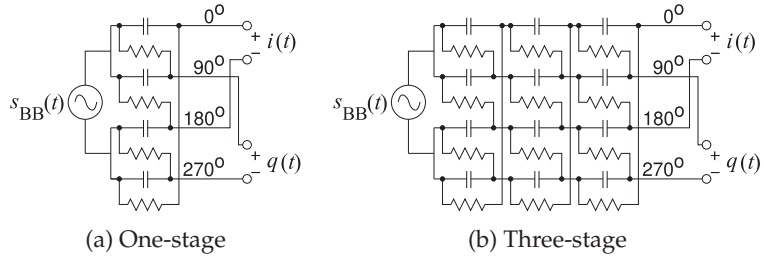 0° + i(t) −
90°
s_BB(t)
180°
+ q(t) −
270°
(a) One-stage
0° + i(t) −
90°
s_BB(t)
180°
+ q(t) −
270°
(b) Three-stage